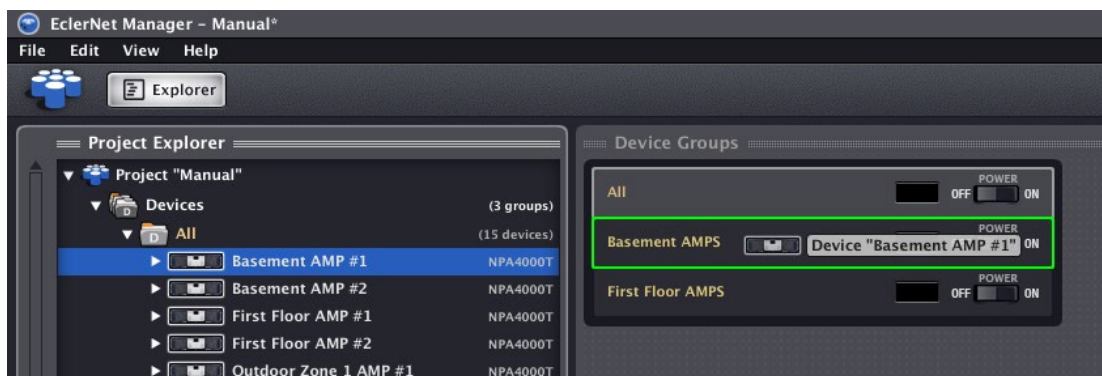 EclerNet Manager – Manual*
File Edit View Help
Explorer
Project Explorer
Project "Manual"
Devices (3 groups)
D
All (15 devices)
D
Basement AMP #1 NPA4000T
Basement AMP #2 NPA4000T
First Floor AMP #1 NPA4000T
First Floor AMP #2 NPA4000T
Outdoor Zone 1 AMP #1 NPA4000T
Device Groups
All POWER
OFF ON
Basement AMPS POWER
Device "Basement AMP #1" ON
First Floor AMPS POWER
OFF ON